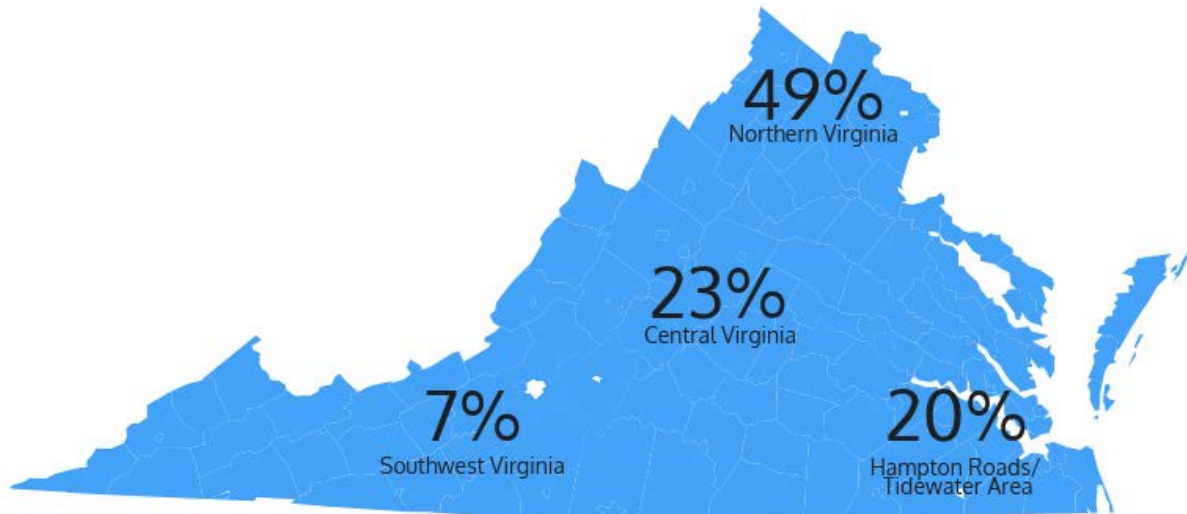 49%
Northern Virginia
23%
Central Virginia
7%
Southwest Virginia
20%
Hampton Roads/
Tidewater Area